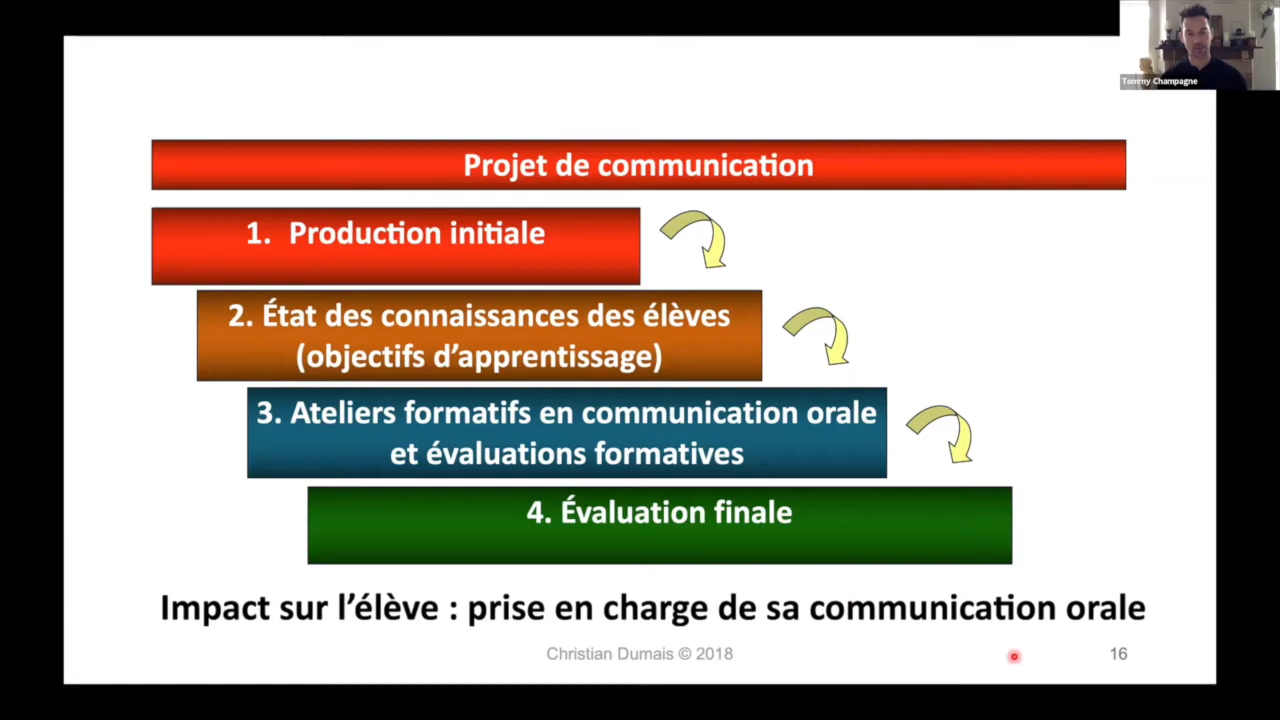 Tommy Champagne
Projet de communication
1. Production initiale
2. État des connaissances des élèves
(objectifs d’apprentissage)
3. Ateliers formatifs en communication orale
et évaluations formatives
4. Évaluation finale
Impact sur l’élève : prise en charge de sa communication orale
Christian Dumais © 2018
16